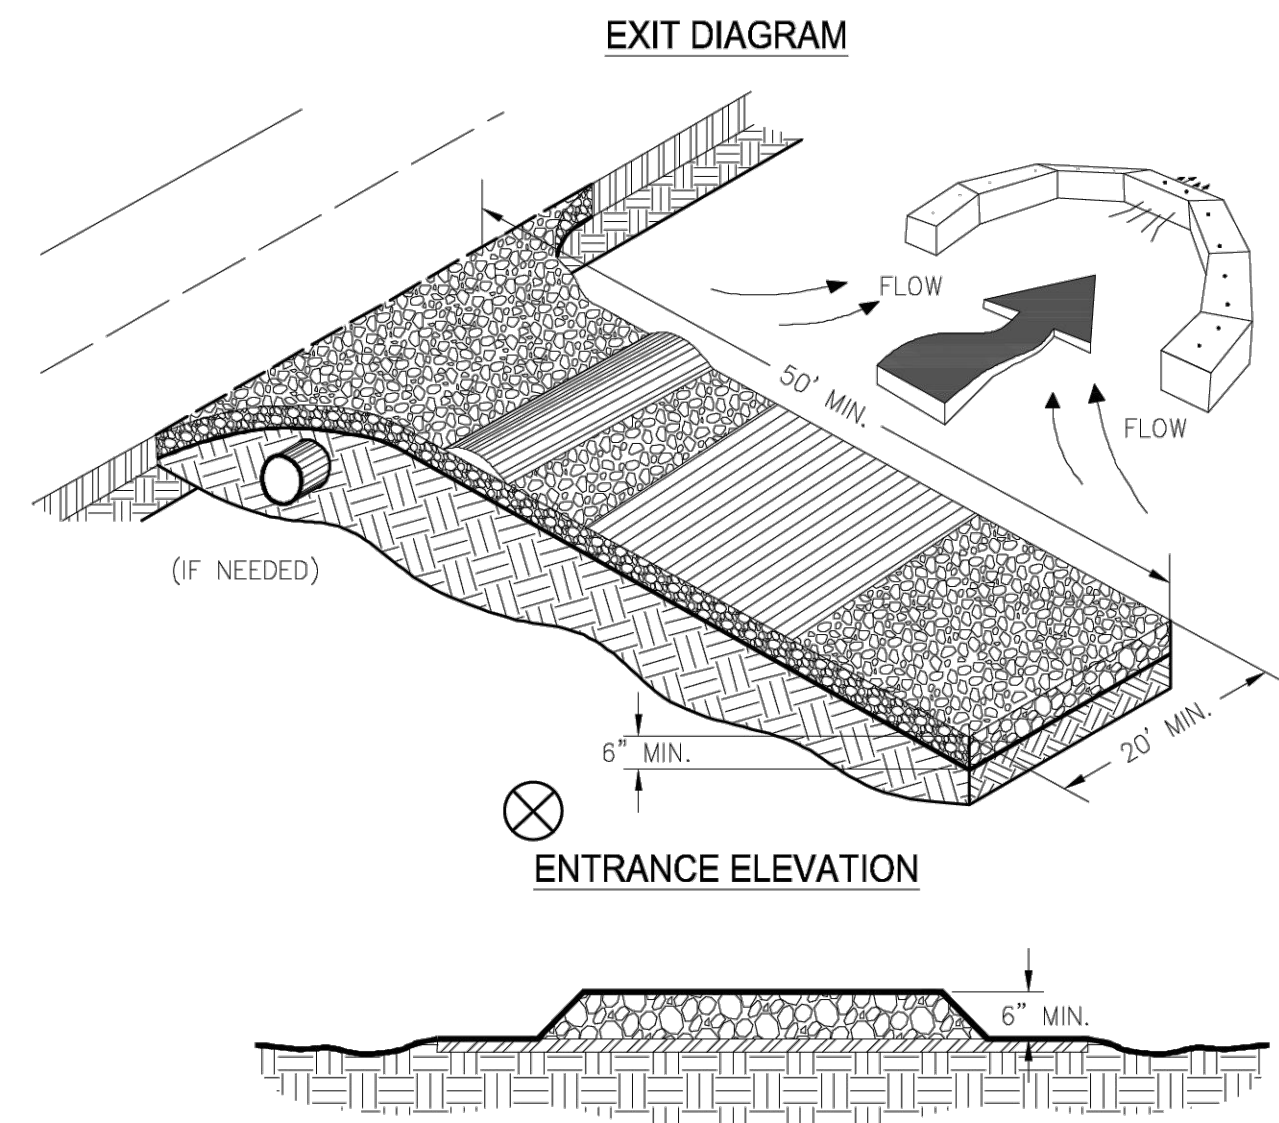 EXIT DIAGRAM
FLOW
50' MIN.
FLOW
(IF NEEDED)
20' MIN.
6” MIN.
ENTRANCE ELEVATION
6” MIN.